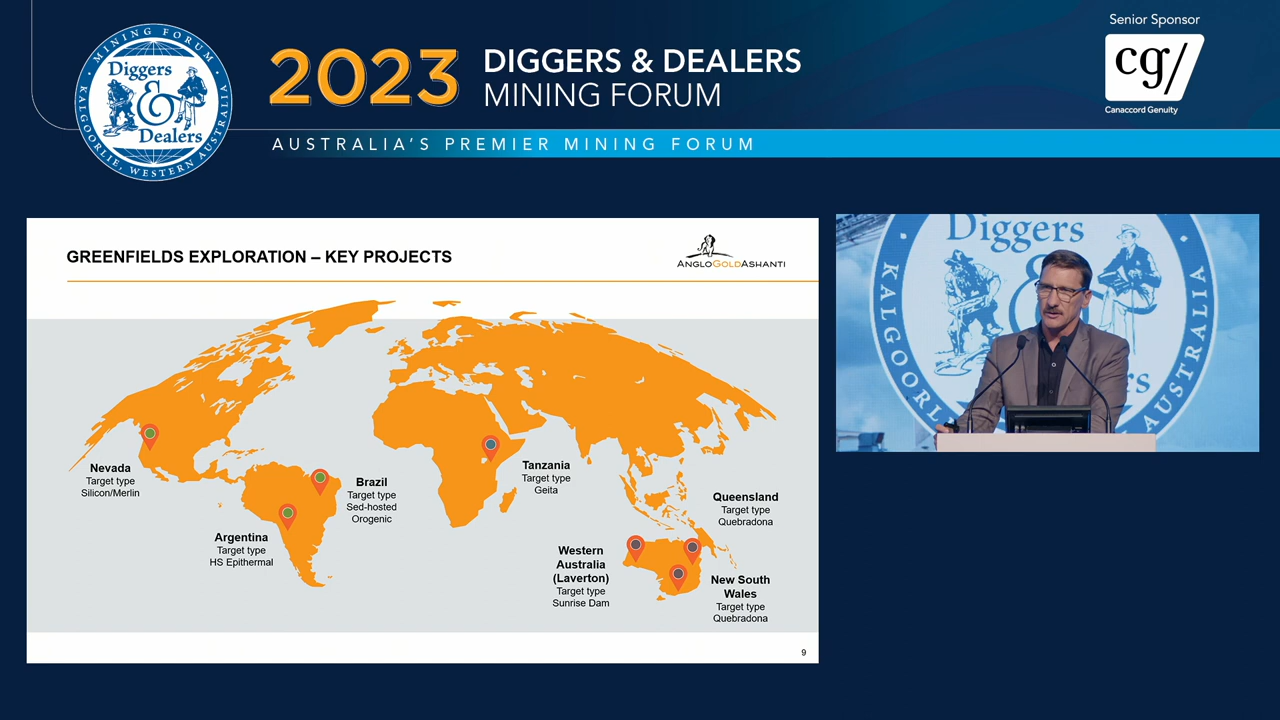 MINING FORUM
Diggers
&
Dealers
KALGOORLIE, WESTERN AUSTRALIA
2023
DIGGERS & DEALERS
MINING FORUM
AUSTRALIA'S PREMIER MINING FORUM
Senior Sponsor
cg/
Canaccord Genuity
GREENFIELDS EXPLORATION – KEY PROJECTS
ANGLOGOLDASHANTI
Nevada
Target type
Silicon/Merlin
Brazil
Target type
Sed-hosted
Orogenic
Argentina
Target type
HS Epithermal
Tanzania
Target type
Geita
Queensland
Target type
Quebradona
Western
Australia
(Laverton)
Target type
Sunrise Dam
New South
Wales
Target type
Quebradona
9
Diggers
&
KALGOORLI
AUSTRALIA